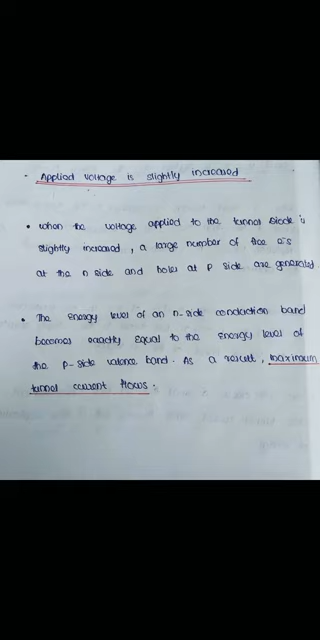 - Applied voltage is slightly increased
• When the voltage applied to the tunnel diode is
slightly increased, a large number of free e⁻s
at the n side and holes at p side are generated.
• The energy level of an n-side conduction band
becomes exactly equal to the energy level of
the p-side valance band. As a result, maximum
tunnel current flows.